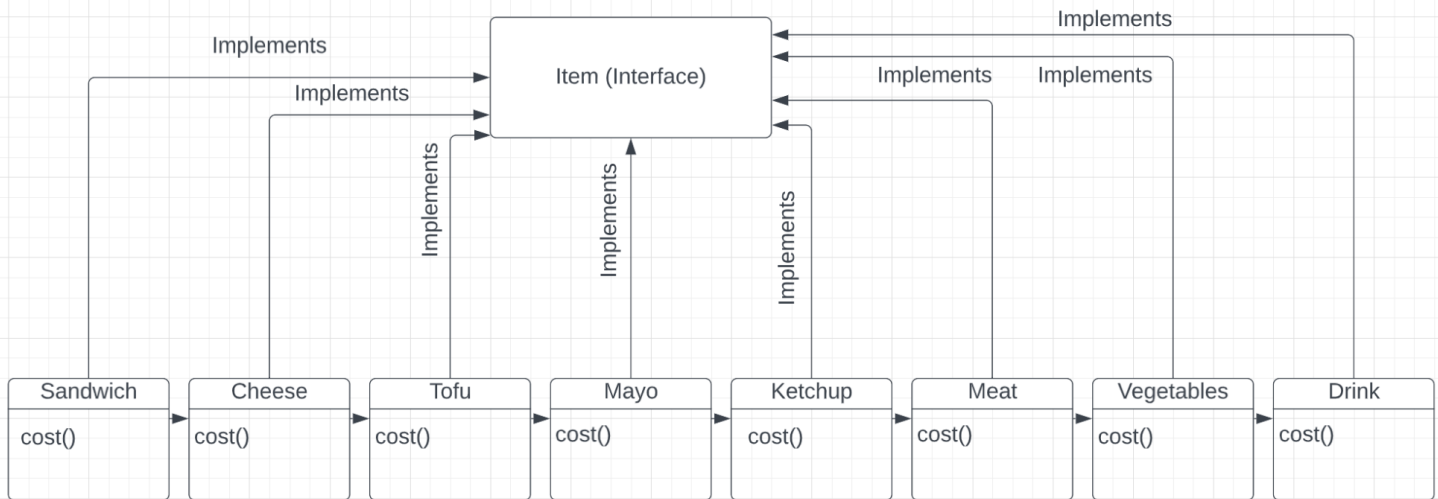 Implements
Implements
Item (Interface)
Implements
Implements
Implements
Implements
Implements
Implements
Sandwich
Cheese
Tofu
Mayo
Ketchup
Meat
Vegetables
Drink
cost()
cost()
cost()
cost()
cost()
cost()
cost()
cost()